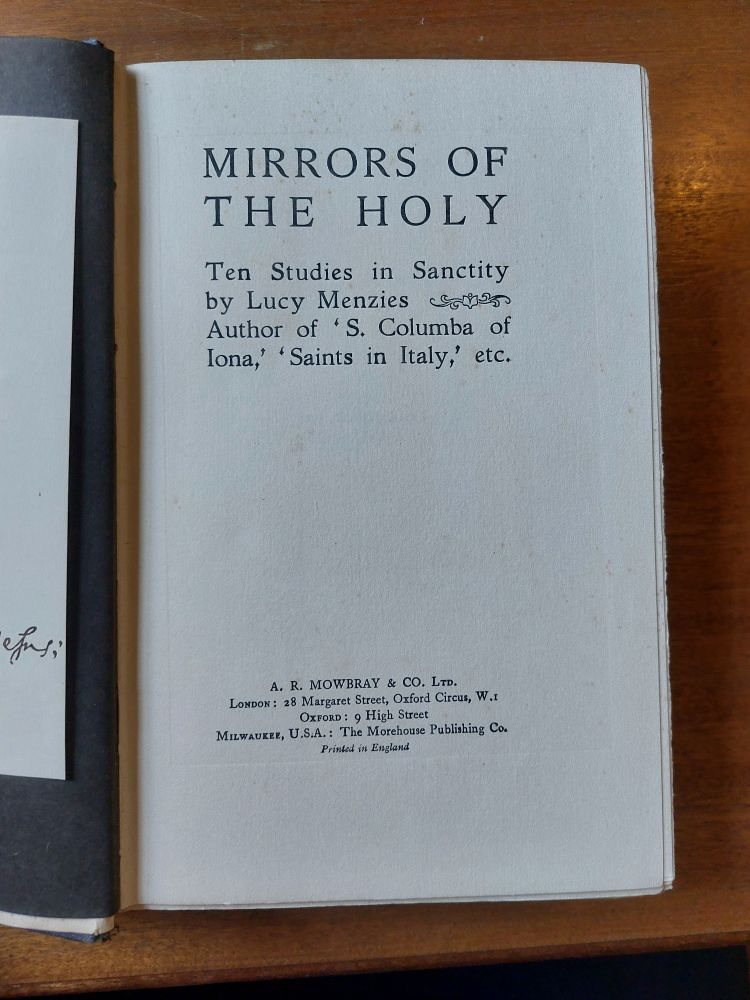 MIRRORS OF
THE HOLY
Ten Studies in Sanctity
by Lucy Menzies
Author of ‘S. Columba of
Iona,’ ‘Saints in Italy,’ etc.
A. R. MOWBRAY & CO. LTD.
LONDON: 28 Margaret Street, Oxford Circus, W.1
OXFORD: 9 High Street
MILWAUKEE, U.S.A.: The Morehouse Publishing Co.
Printed in England